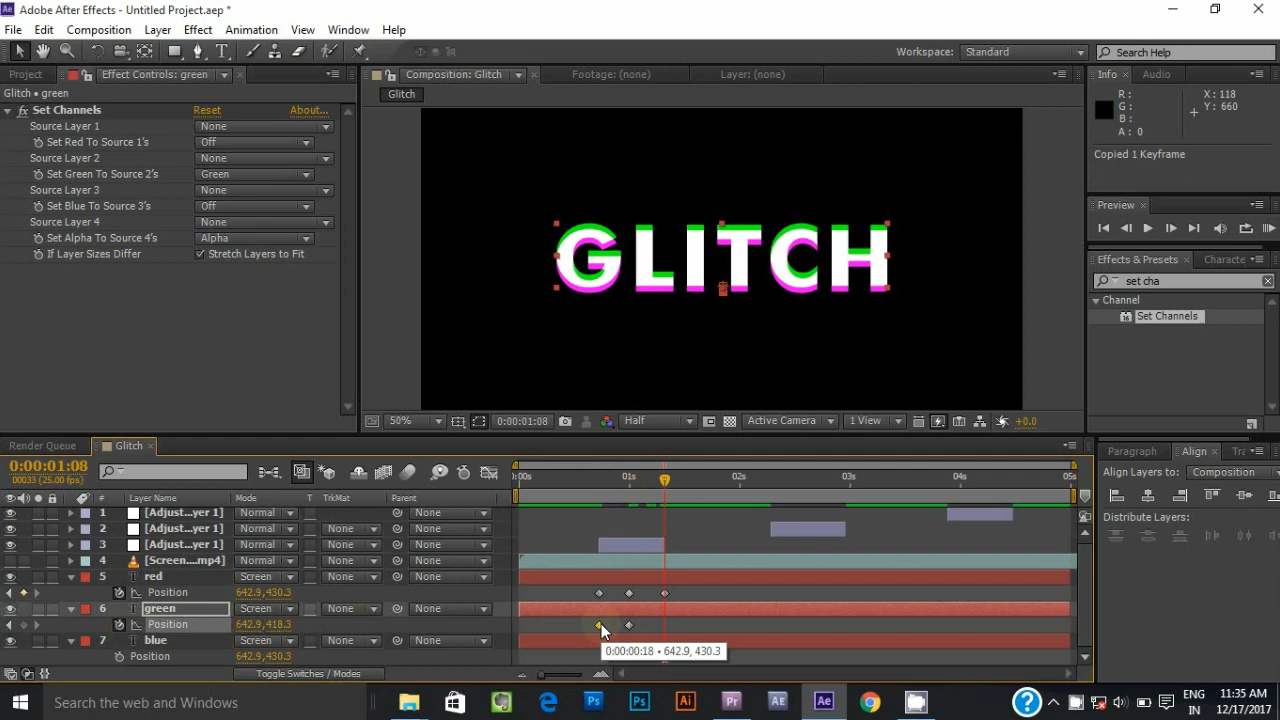 Adobe After Effects - Untitled Project.aep *
File Edit Composition Layer Effect Animation View Window Help
Workspace: Standard Search Help
Project Effect Controls: green Composition: Glitch Footage: (none) Layer: (none) Info Audio
Glitch • green
Glitch
fx Set Channels Reset About...
Source Layer 1 None
Set Red To Source 1's Off
Source Layer 2 None
Set Green To Source 2's Green
Source Layer 3 None
Set Blue To Source 3's Off
Source Layer 4 None
Set Alpha To Source 4's Alpha
If Layer Sizes Differ Stretch Layers to Fit
GLITCH
R: X: 118
G: Y: 660
B:
A: 0
Copied 1 Keyframe
Preview
Effects & Presets Characte
set cha
Channel
16 Set Channels
50% 0:00:01:08 Half Active Camera 1 View +0.0
Render Queue Glitch
0:00:01:08
00033 (25.00 fps)
:00s 01s 02s 03s 04s 05s
# Layer Name Mode T TrkMat Parent
1 [Adjust...yer 1] Normal None
2 [Adjust...yer 1] Normal None None
3 [Adjust...yer 1] Normal None None
4 [Screen....mp4] Normal None None
5 T red Screen None None
Position 642.9,430.3
6 T green Screen None None
Position 642.9,418.3
7 T blue Screen None None
Position 642.9,430.3
0:00:00:18 • 642.9, 430.3
Toggle Switches / Modes
Paragraph Align Tra
Align Layers to: Composition
Distribute Layers:
Search the web and Windows
Ps Ps Ai Pr AE Ae
ENG
IN
11:35 AM
12/17/2017